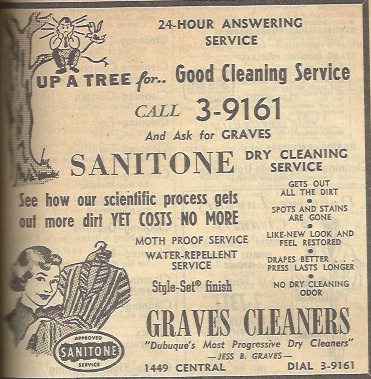 24-HOUR ANSWERING
SERVICE
UP A TREE for.. Good Cleaning Service
CALL 3-9161
And Ask for GRAVES
SANITONE DRY CLEANING
SERVICE
See how our scientific process gets
out more dirt YET COSTS NO MORE
MOTH PROOF SERVICE
WATER-REPELLENT
SERVICE
Style-Set® finish
GETS OUT
ALL THE DIRT
•
SPOTS AND STAINS
ARE GONE
•
LIKE-NEW LOOK AND
FEEL RESTORED
•
DRAPES BETTER . . .
PRESS LASTS LONGER
•
NO DRY CLEANING
ODOR
APPROVED
SANITONE
SERVICE
GRAVES CLEANERS
"Dubuque's Most Progressive Dry Cleaners"
—JESS B. GRAVES—
1449 CENTRAL DIAL 3-9161